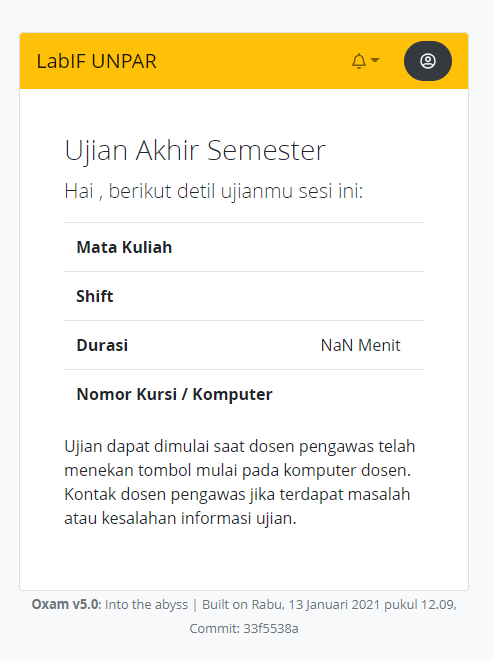 LabIF UNPAR
Ujian Akhir Semester
Hai , berikut detil ujianmu sesi ini:
Mata Kuliah
Shift
Durasi NaN Menit
Nomor Kursi / Komputer
Ujian dapat dimulai saat dosen pengawas telah
menekan tombol mulai pada komputer dosen.
Kontak dosen pengawas jika terdapat masalah
atau kesalahan informasi ujian.
Oxam v5.0: Into the abyss | Built on Rabu, 13 Januari 2021 pukul 12.09,
Commit: 33f5538a